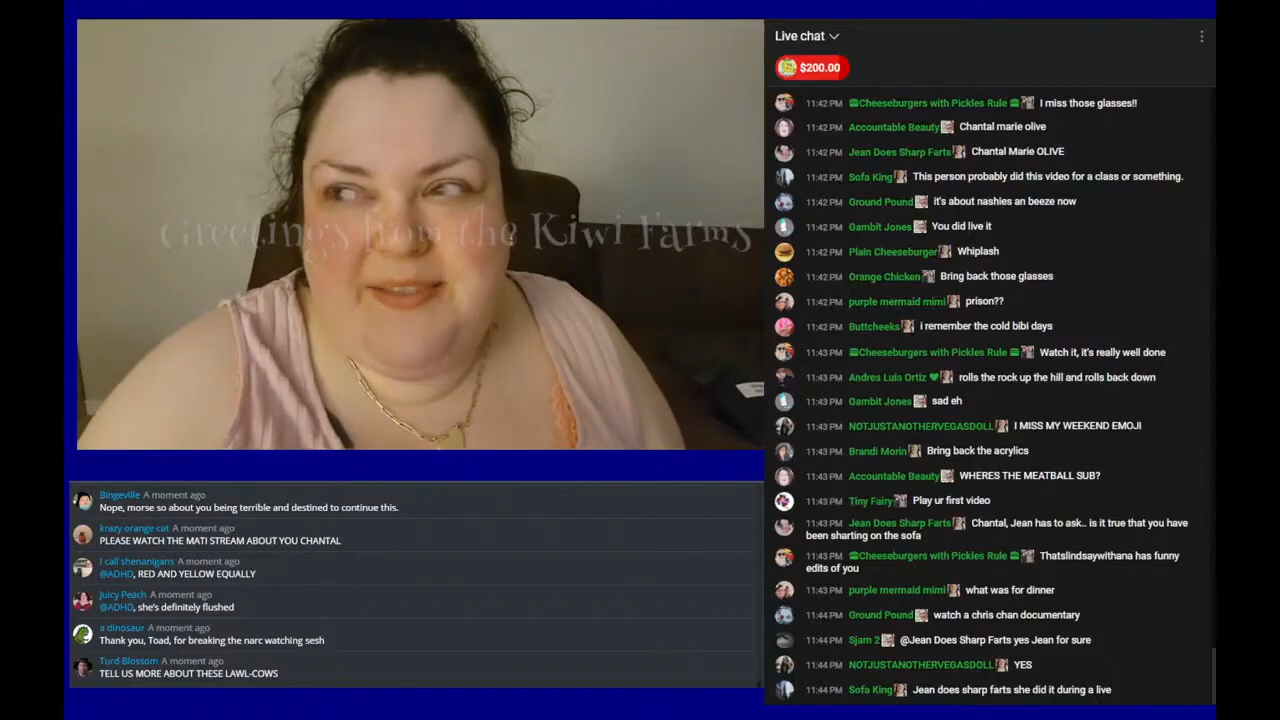 Greetings from the Kiwi Farms
Live chat
$200.00
11:42 PM Cheeseburgers with Pickles Rule I miss those glasses!!
11:42 PM Accountable Beauty Chantal marie olive
11:42 PM Jean Does Sharp Farts Chantal Marie OLIVE
11:42 PM Sofa King This person probably did this video for a class or something.
11:42 PM Ground Pound it's about nashies an beeze now
11:42 PM Gambit Jones You did live it
11:42 PM Plain Cheeseburger Whiplash
11:42 PM Orange Chicken Bring back those glasses
11:42 PM purple mermaid mimi prison??
11:42 PM Buttcheeks i remember the cold bibi days
11:43 PM Cheeseburgers with Pickles Rule Watch it, it's really well done
11:43 PM Andres Luis Ortiz rolls the rock up the hill and rolls back down
11:43 PM Gambit Jones sad eh
11:43 PM NOTJUSTANOTHERVEGASDOLL I MISS MY WEEKEND EMOJI
11:43 PM Brandi Morin Bring back the acrylics
11:43 PM Accountable Beauty WHERES THE MEATBALL SUB?
11:43 PM Tiny Fairy Play ur first video
11:43 PM Jean Does Sharp Farts Chantal, Jean has to ask.. is it true that you have
been sharting on the sofa
11:43 PM Cheeseburgers with Pickles Rule Thatslindsaywithana has funny
edits of you
11:43 PM purple mermaid mimi what was for dinner
11:44 PM Ground Pound watch a chris chan documentary
11:44 PM Sjam 2 @Jean Does Sharp Farts yes Jean for sure
11:44 PM NOTJUSTANOTHERVEGASDOLL YES
11:44 PM Sofa King Jean does sharp farts she did it during a live
Bingeville A moment ago
Nope, morse so about you being terrible and destined to continue this.
krazy orange cat A moment ago
PLEASE WATCH THE MATI STREAM ABOUT YOU CHANTAL
I call shenanigans A moment ago
@ADHD, RED AND YELLOW EQUALLY
Juicy Peach A moment ago
@ADHD, she's definitely flushed
a dinosaur A moment ago
Thank you, Toad, for breaking the narc watching sesh
Turd Blossom A moment ago
TELL US MORE ABOUT THESE LAWL-COWS